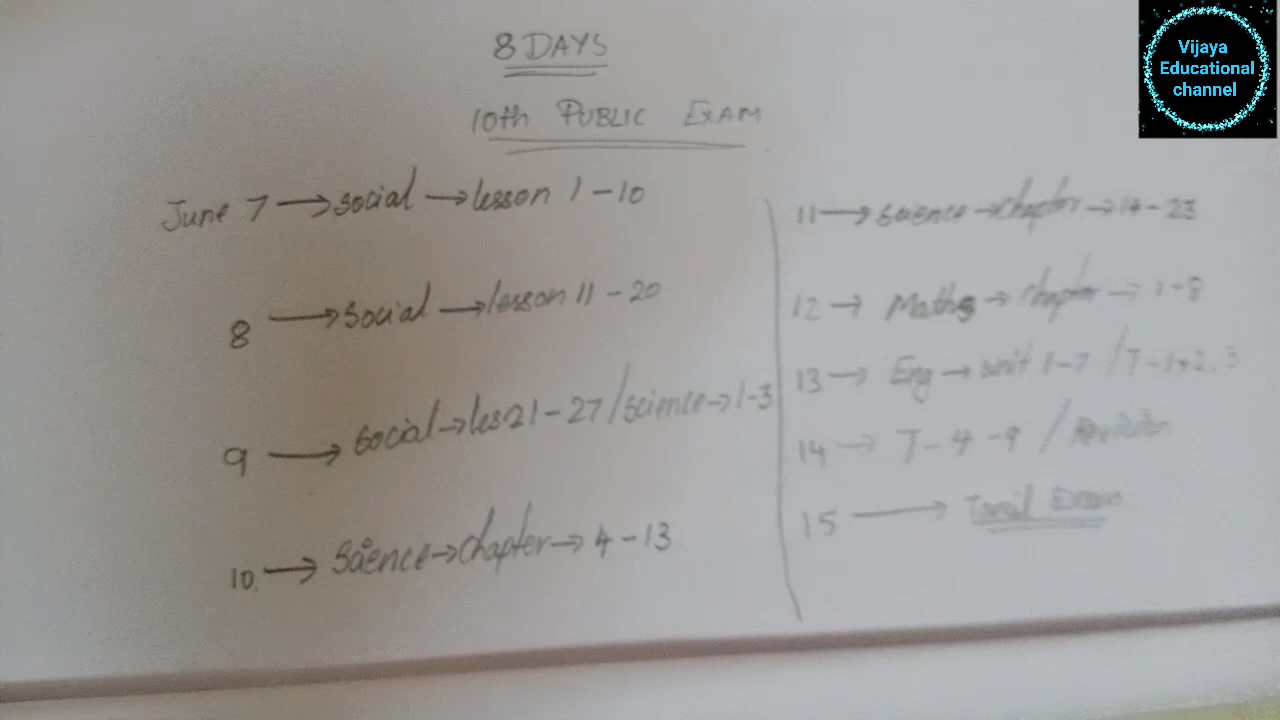 8 DAYS
10th PUBLIC EXAM
June 7 → social → lesson 1 - 10
8 → social → lesson 11 - 20
9 → social → les 21 - 27 / science → 1-3
10. → Science → chapter → 4 - 13
11 → science → chapter → 14 - 23
12 → Maths → chapter → 1-8
13 → Eng → unit 1-7 / T - 1, 2, 3
14 → T - 4 - 9 / Revision
15 → Tamil Exam
Vijaya
Educational
channel